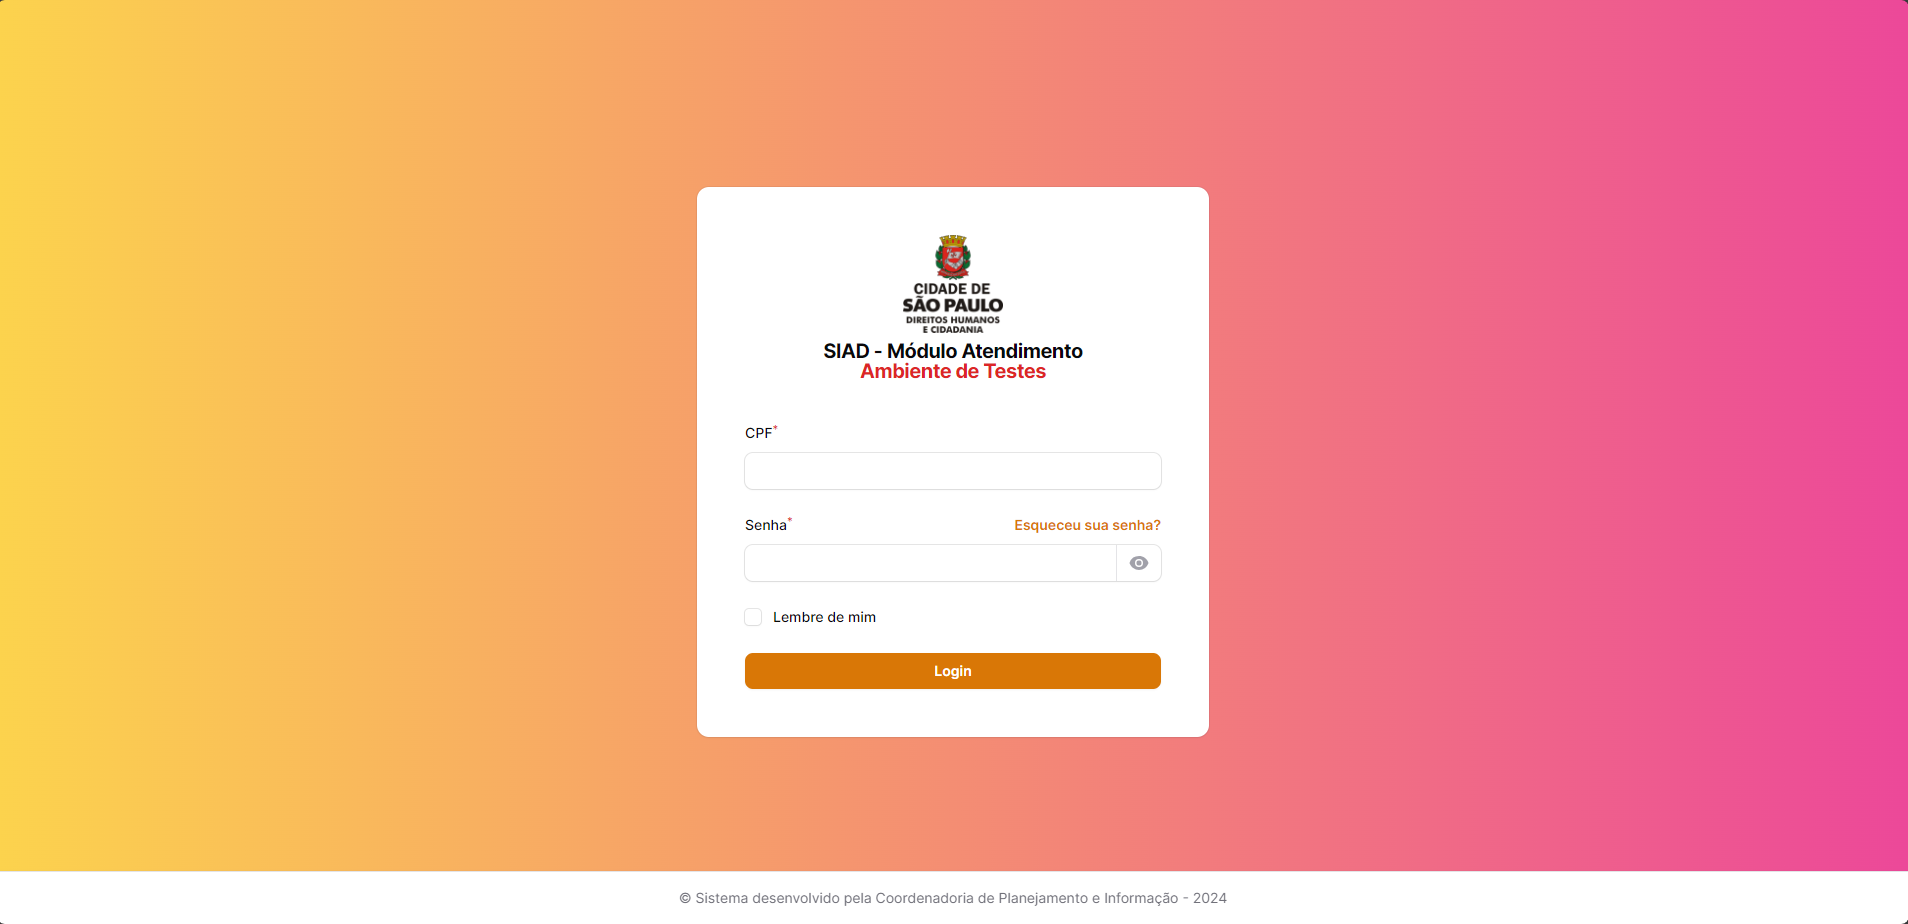 CIDADE DE
SÃO PAULO
DIREITOS HUMANOS
E CIDADANIA
SIAD - Módulo Atendimento
Ambiente de Testes
CPF*
Senha* Esqueceu sua senha?
Lembre de mim
Login
© Sistema desenvolvido pela Coordenadoria de Planejamento e Informação - 2024